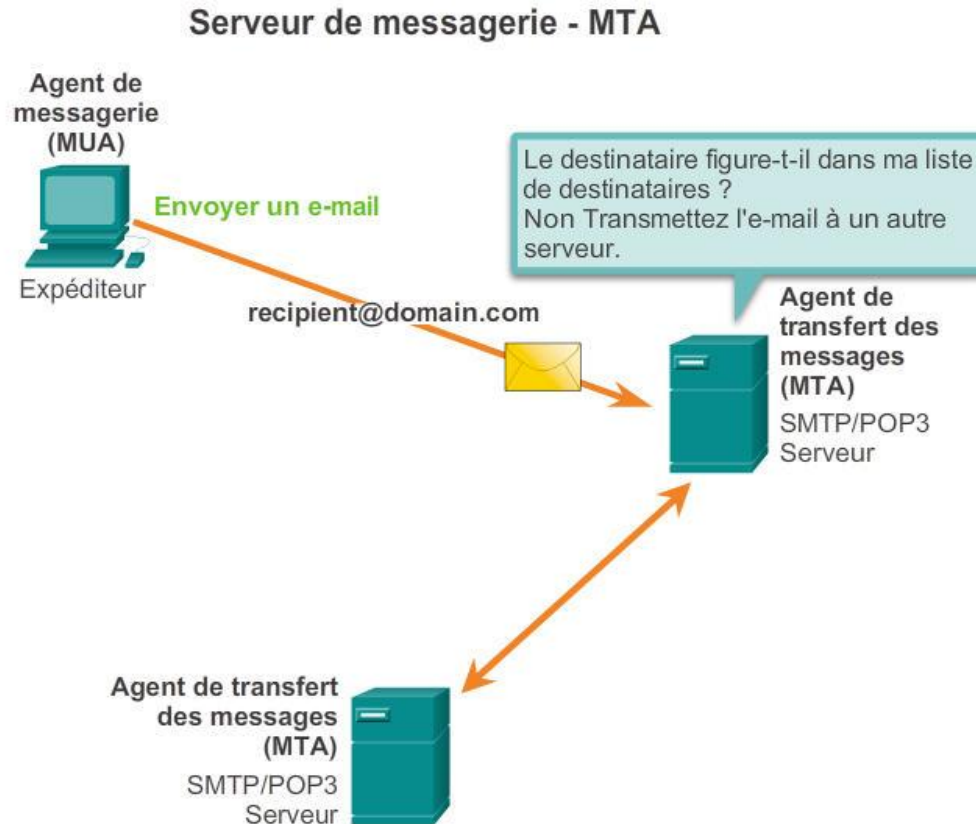 Serveur de messagerie - MTA
Agent de
messagerie
(MUA)
Envoyer un e-mail
Expéditeur
recipient@domain.com
Le destinataire figure-t-il dans ma liste
de destinataires ?
Non Transmettez l'e-mail à un autre
serveur.
Agent de
transfert des
messages
(MTA)
SMTP/POP3
Serveur
Agent de transfert
des messages
(MTA)
SMTP/POP3
Serveur